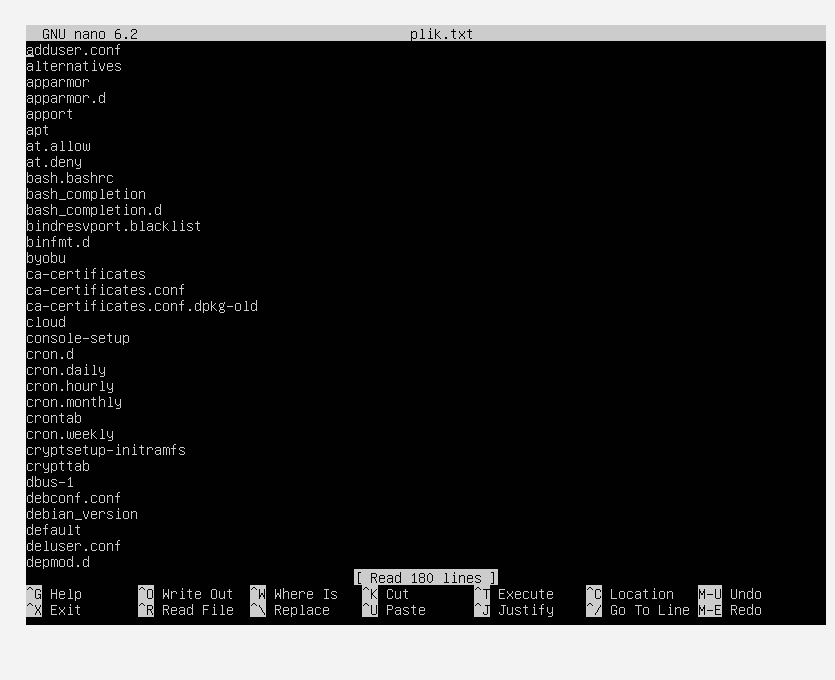 GNU nano 6.2 plik.txt
adduser.conf
alternatives
apparmor
apparmor.d
apport
apt
at.allow
at.deny
bash.bashrc
bash_completion
bash_completion.d
bindresvport.blacklist
binfmt.d
byobu
ca-certificates
ca-certificates.conf
ca-certificates.conf.dpkg-old
cloud
console-setup
cron.d
cron.daily
cron.hourly
cron.monthly
crontab
cron.weekly
cryptsetup-initramfs
crypttab
dbus-1
debconf.conf
debian_version
default
deluser.conf
depmod.d
[ Read 180 lines ]
^G Help ^O Write Out ^W Where Is ^K Cut ^T Execute ^C Location M-U Undo
^X Exit ^R Read File ^\ Replace ^U Paste ^J Justify ^/ Go To Line M-E Redo